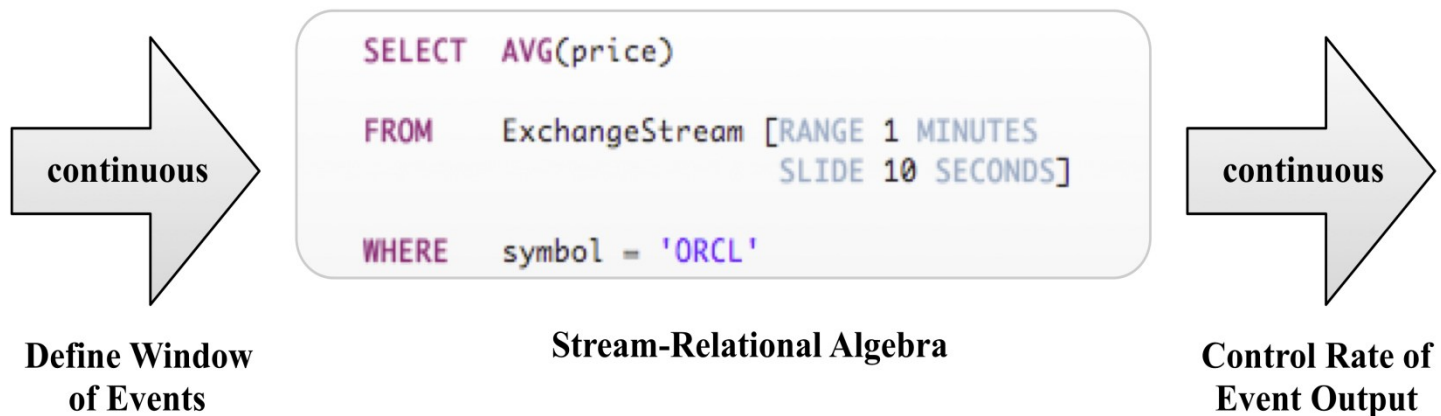 continuous
Define Window
of Events
SELECT AVG(price)
FROM ExchangeStream [RANGE 1 MINUTES
SLIDE 10 SECONDS]
WHERE symbol = 'ORCL'
Stream-Relational Algebra
continuous
Control Rate of
Event Output